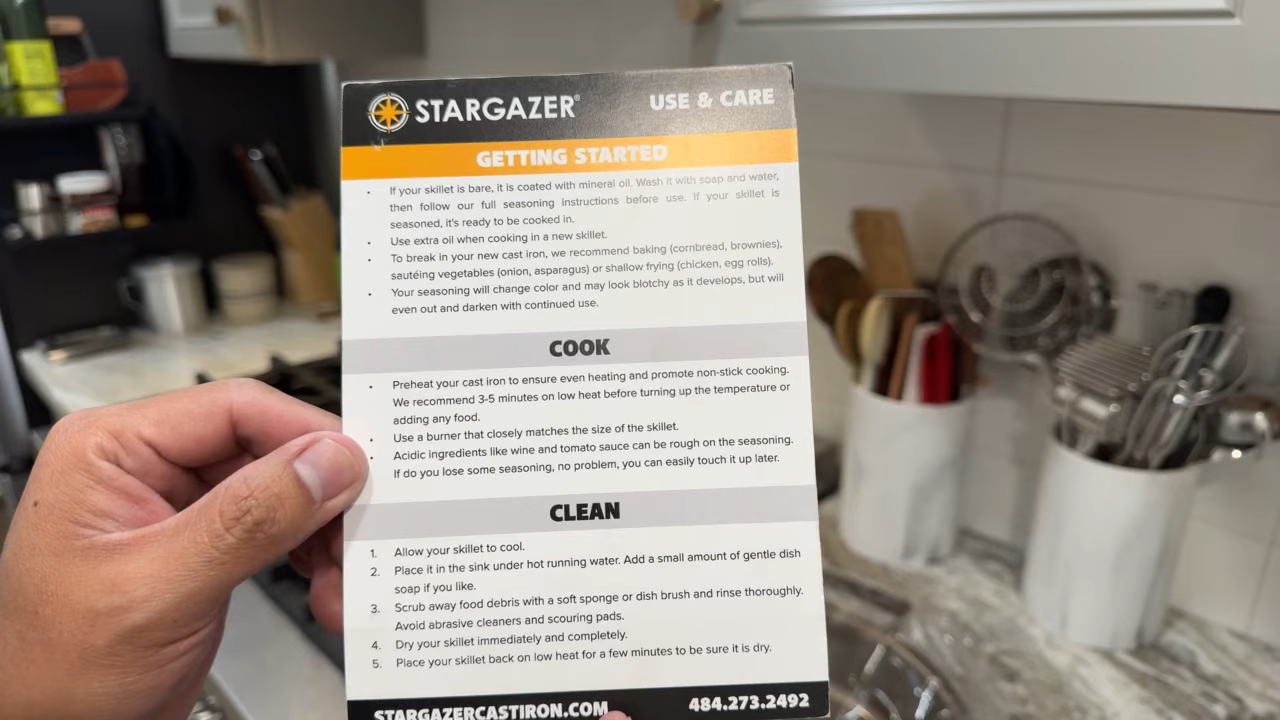 STARGAZER® USE & CARE
GETTING STARTED
• If your skillet is bare, it is coated with mineral oil. Wash it with soap and water,
then follow our full seasoning instructions before use. If your skillet is
seasoned, it's ready to be cooked in.
• Use extra oil when cooking in a new skillet.
• To break in your new cast iron, we recommend baking (cornbread, brownies),
sautéing vegetables (onion, asparagus) or shallow frying (chicken, egg rolls).
• Your seasoning will change color and may look blotchy as it develops, but will
even out and darken with continued use.
COOK
• Preheat your cast iron to ensure even heating and promote non-stick cooking.
We recommend 3-5 minutes on low heat before turning up the temperature or
adding any food.
• Use a burner that closely matches the size of the skillet.
• Acidic ingredients like wine and tomato sauce can be rough on the seasoning.
If do you lose some seasoning, no problem, you can easily touch it up later.
CLEAN
1. Allow your skillet to cool.
2. Place it in the sink under hot running water. Add a small amount of gentle dish
soap if you like.
3. Scrub away food debris with a soft sponge or dish brush and rinse thoroughly.
Avoid abrasive cleaners and scouring pads.
4. Dry your skillet immediately and completely.
5. Place your skillet back on low heat for a few minutes to be sure it is dry.
STARGAZERCASTIRON.COM 484.273.2492